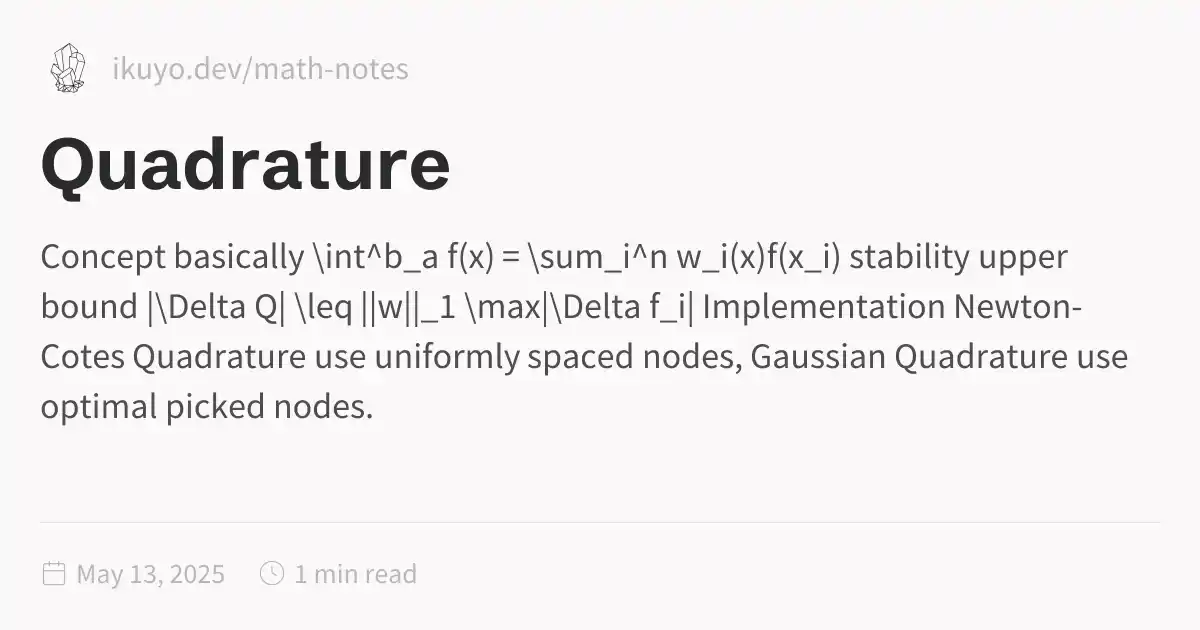 ikuyo.dev/math-notes
Quadrature
Concept basically \int^b_a f(x) = \sum_i^n w_i(x)f(x_i) stability upper
bound |\Delta Q| \leq ||w||_1 \max|\Delta f_i| Implementation Newton-
Cotes Quadrature use uniformly spaced nodes, Gaussian Quadrature use
optimal picked nodes.
May 13, 2025 1 min read